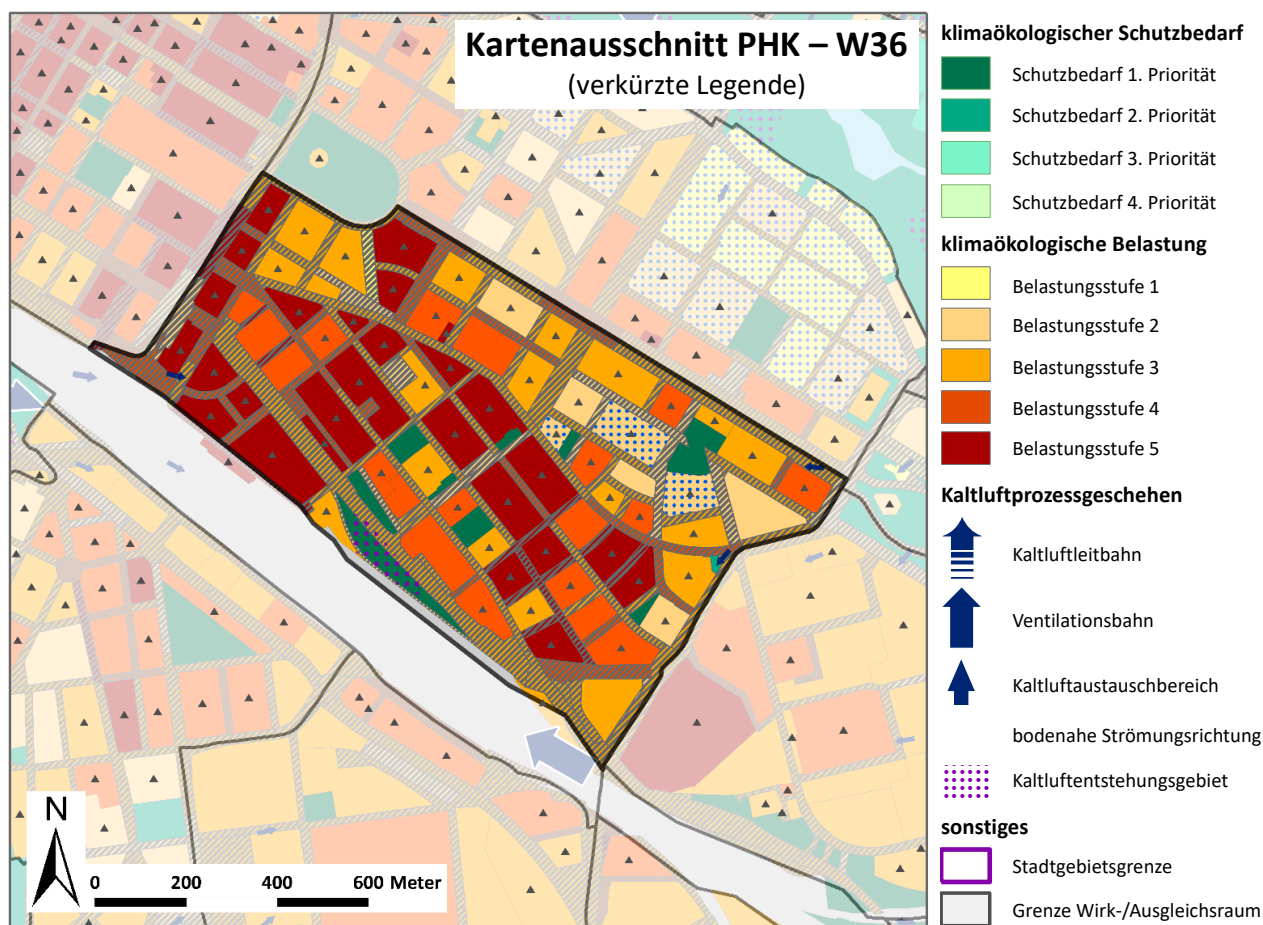 Kartenausschnitt PHK – W36
(verkürzte Legende)
klimaökologischer Schutzbedarf
Schutzbedarf 1. Priorität
Schutzbedarf 2. Priorität
Schutzbedarf 3. Priorität
Schutzbedarf 4. Priorität
klimaökologische Belastung
Belastungsstufe 1
Belastungsstufe 2
Belastungsstufe 3
Belastungsstufe 4
Belastungsstufe 5
Kaltluftprozessgeschehen
Kaltluftleitbahn
Ventilationsbahn
Kaltluftaustauschbereich
bodenahe Strömungsrichtung
Kaltluftentstehungsgebiet
sonstiges
Stadtgebietsgrenze
Grenze Wirk-/Ausgleichsraum
N
0 200 400 600 Meter